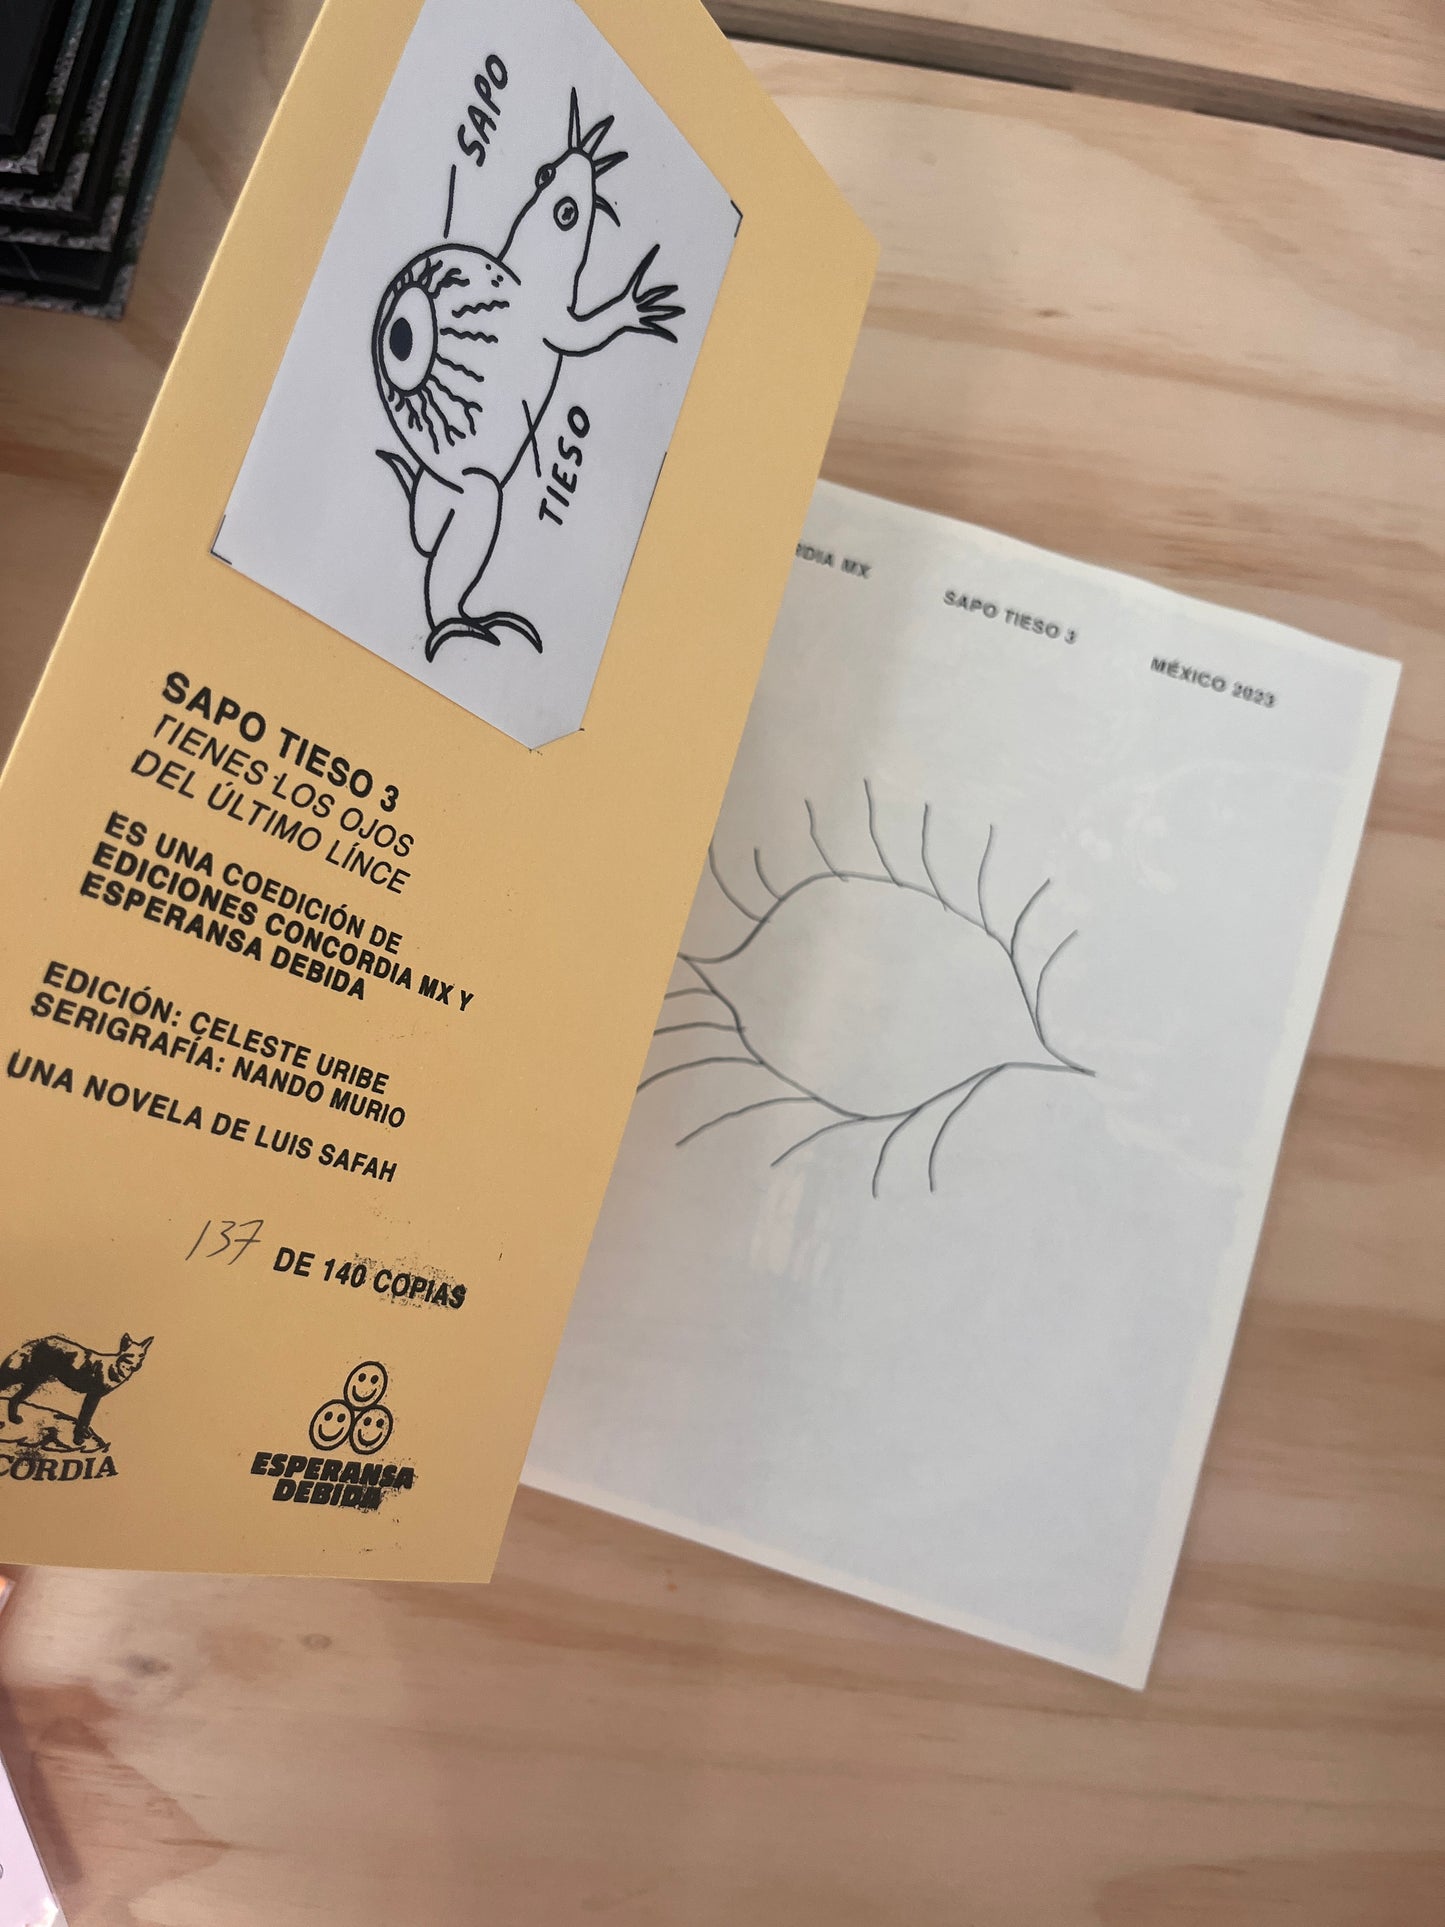 SAPO
TIESO
SAPO TIESO 3
TIENES LOS OJOS
DEL ÚLTIMO LÍNCE
ES UNA COEDICIÓN DE
EDICIONES CONCORDIA MX Y
ESPERANSA DEBIDA
EDICIÓN: CELESTE URIBE
SERIGRAFÍA: NANDO MURIO
UNA NOVELA DE LUIS SAFAH
137 DE 140 COPIAS
CORDIA
ESPERANSA
DEBIDA
RDIA MX
SAPO TIESO 3
MÉXICO 2023